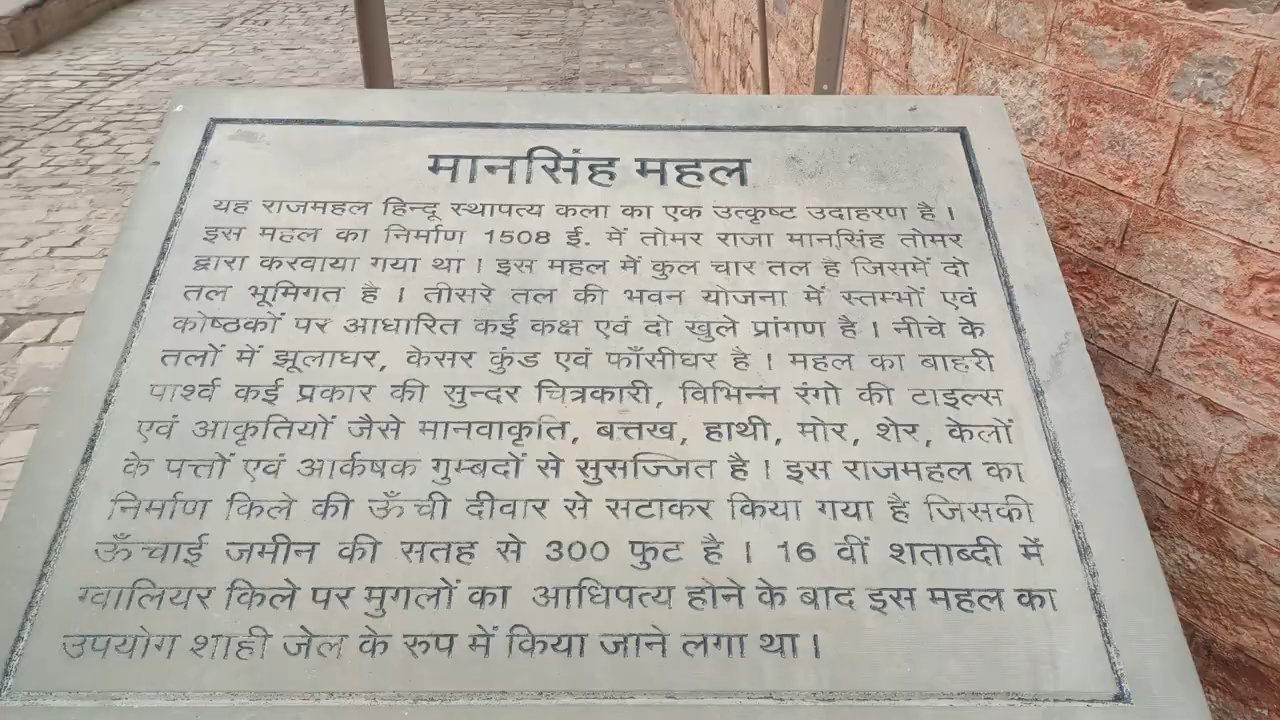 मानसिंह महल
यह राजमहल हिन्दू स्थापत्य कला का एक उत्कृष्ट उदाहरण है ।
इस महल का निर्माण 1508 ई. में तोमर राजा मानसिंह तोमर
द्वारा करवाया गया था । इस महल में कुल चार तल है जिसमें दो
तल भूमिगत है । तीसरे तल की भवन योजना में स्तम्भों एवं
कोष्ठकों पर आधारित कई कक्ष एवं दो खुले प्रांगण है । नीचे के
तलों में झूलाघर, केसर कुंड एवं फाँसीघर है । महल का बाहरी
पार्श्व कई प्रकार की सुन्दर चित्रकारी, विभिन्न रंगो की टाइल्स
एवं आकृतियों जैसे मानवाकृति, बत्तख, हाथी, मोर, शेर, केलों
के पत्तों एवं आर्कषक गुम्बदों से सुसज्जित है । इस राजमहल का
निर्माण किले की ऊँची दीवार से सटाकर किया गया है जिसकी
ऊँचाई जमीन की सतह से 300 फुट है । 16 वीं शताब्दी में
ग्वालियर किले पर मुगलों का आधिपत्य होने के बाद इस महल का
उपयोग शाही जेल के रुप में किया जाने लगा था ।